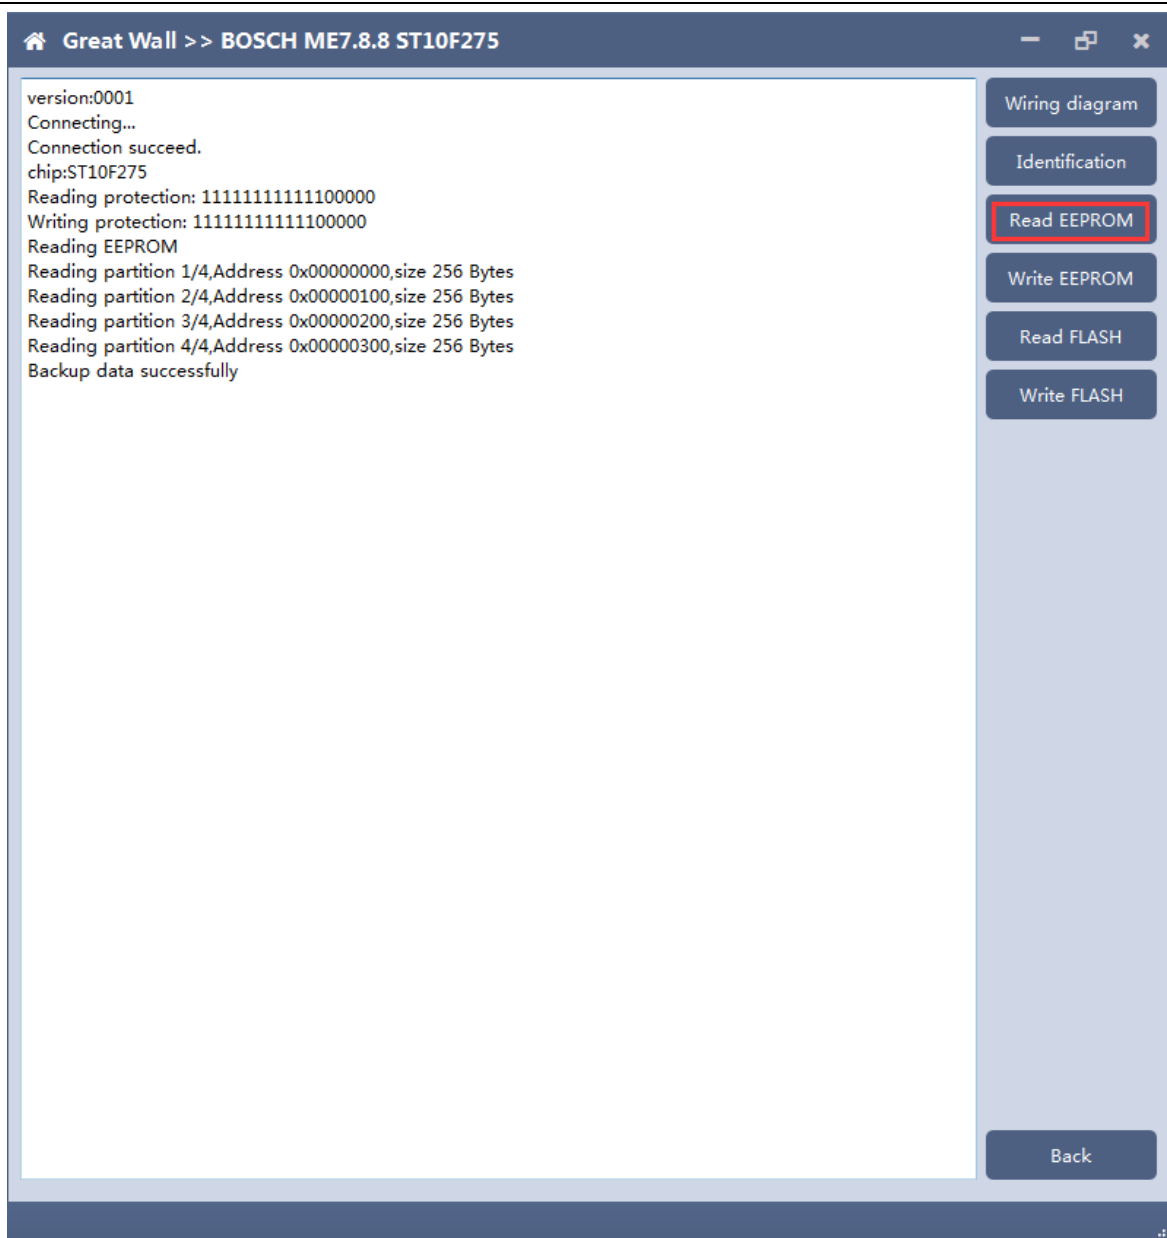 Great Wall >> BOSCH ME7.8.8 ST10F275
version:0001
Connecting...
Connection succeed.
chip:ST10F275
Reading protection: 11111111111100000
Writing protection: 11111111111100000
Reading EEPROM
Reading partition 1/4,Address 0x00000000,size 256 Bytes
Reading partition 2/4,Address 0x00000100,size 256 Bytes
Reading partition 3/4,Address 0x00000200,size 256 Bytes
Reading partition 4/4,Address 0x00000300,size 256 Bytes
Backup data successfully
Wiring diagram
Identification
Read EEPROM
Write EEPROM
Read FLASH
Write FLASH
Back